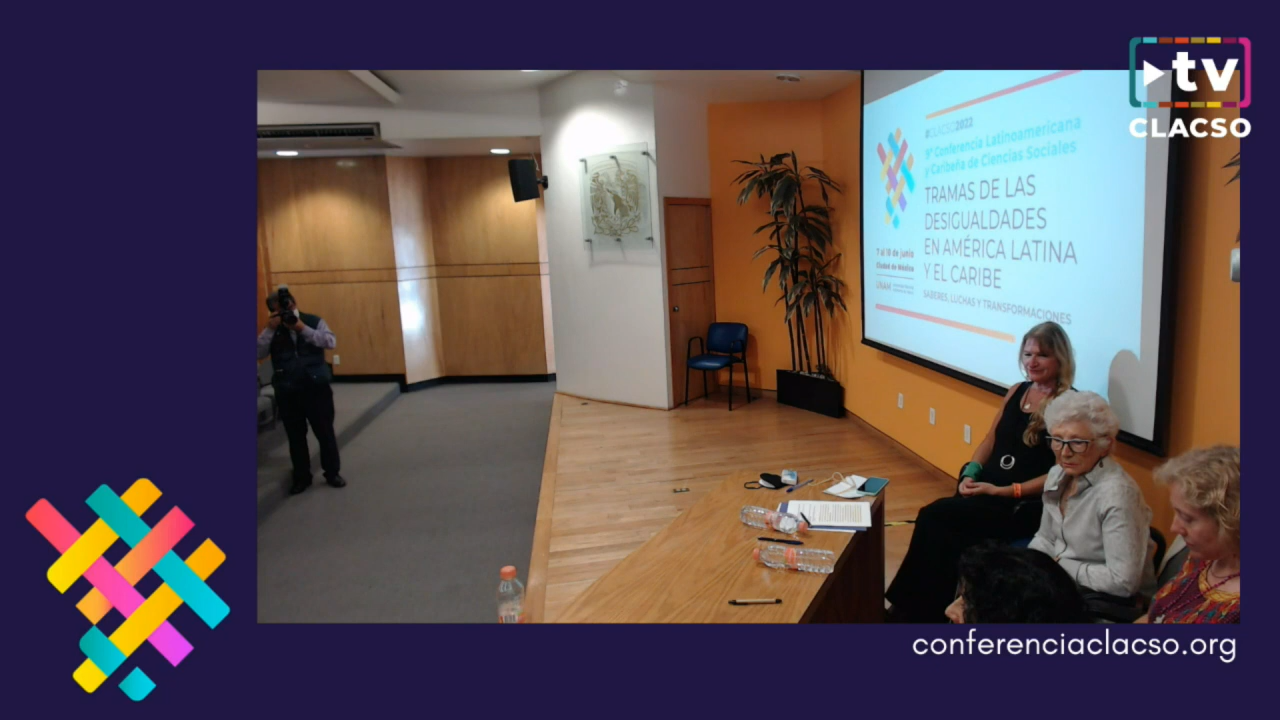 tv
CLACSO
#CLACSO2022
9ª Conferencia Latinoamericana
y Caribeña de Ciencias Sociales
TRAMAS DE LAS
DESIGUALDADES
EN AMÉRICA LATINA
Y EL CARIBE
SABERES, LUCHAS Y TRANSFORMACIONES
7 al 10 de junio
Ciudad de México
UNAM
conferenciaclacso.org